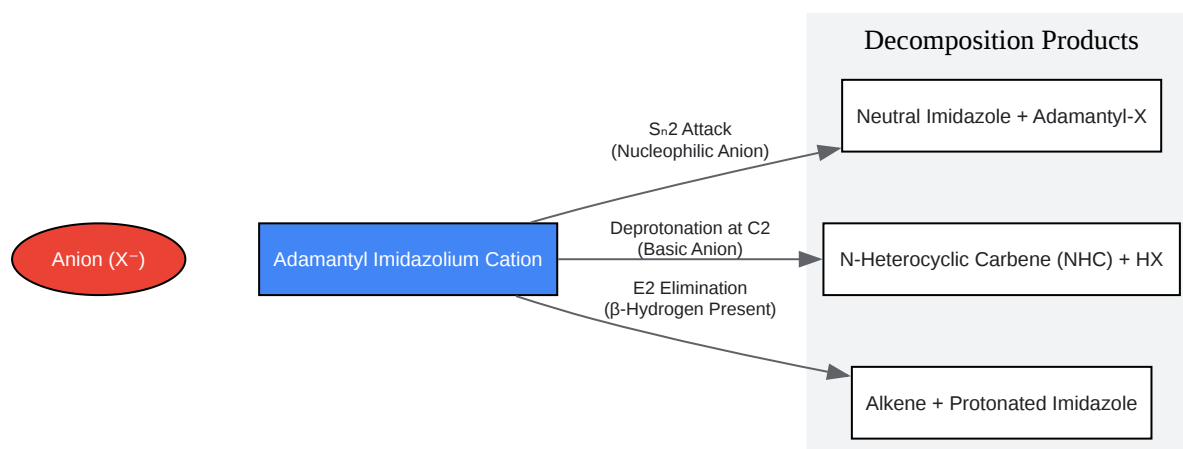 Decomposition Products
Neutral Imidazole + Adamantyl-X
Sₙ2 Attack
(Nucleophilic Anion)
Anion (X⁻)
Adamantyl Imidazolium Cation
Deprotonation at C2
(Basic Anion)
N-Heterocyclic Carbene (NHC) + HX
E2 Elimination
(β-Hydrogen Present)
Alkene + Protonated Imidazole